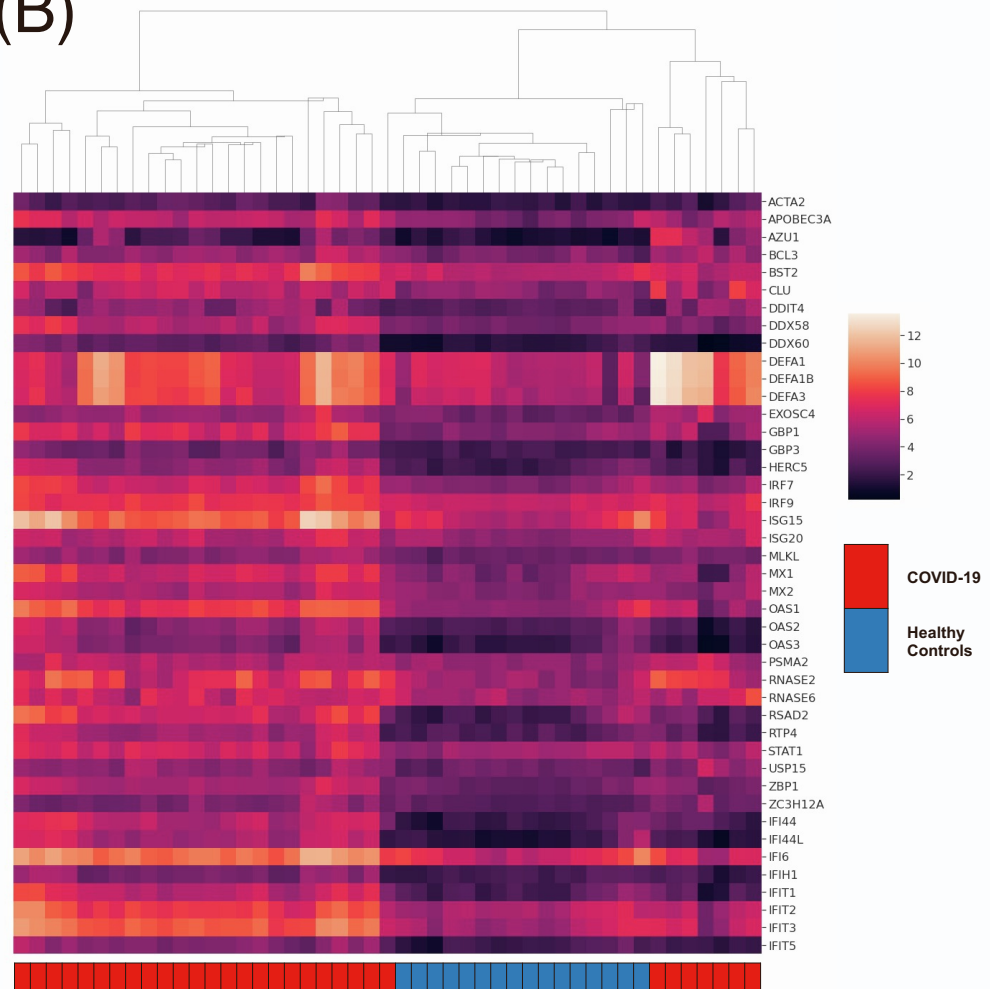 (B)
ACTA2
APOBEC3A
AZU1
BCL3
BST2
CLU
DDIT4
DDX58
DDX60
DEFA1
DEFA1B
DEFA3
EXOSC4
GBP1
GBP3
HERC5
IRF7
IRF9
ISG15
ISG20
MLKL
MX1
MX2
OAS1
OAS2
OAS3
PSMA2
RNASE2
RNASE6
RSAD2
RTP4
STAT1
USP15
ZBP1
ZC3H12A
IFI44
IFI44L
IFI6
IFIH1
IFIT1
IFIT2
IFIT3
IFIT5
12
10
8
6
4
2
COVID-19
Healthy
Controls